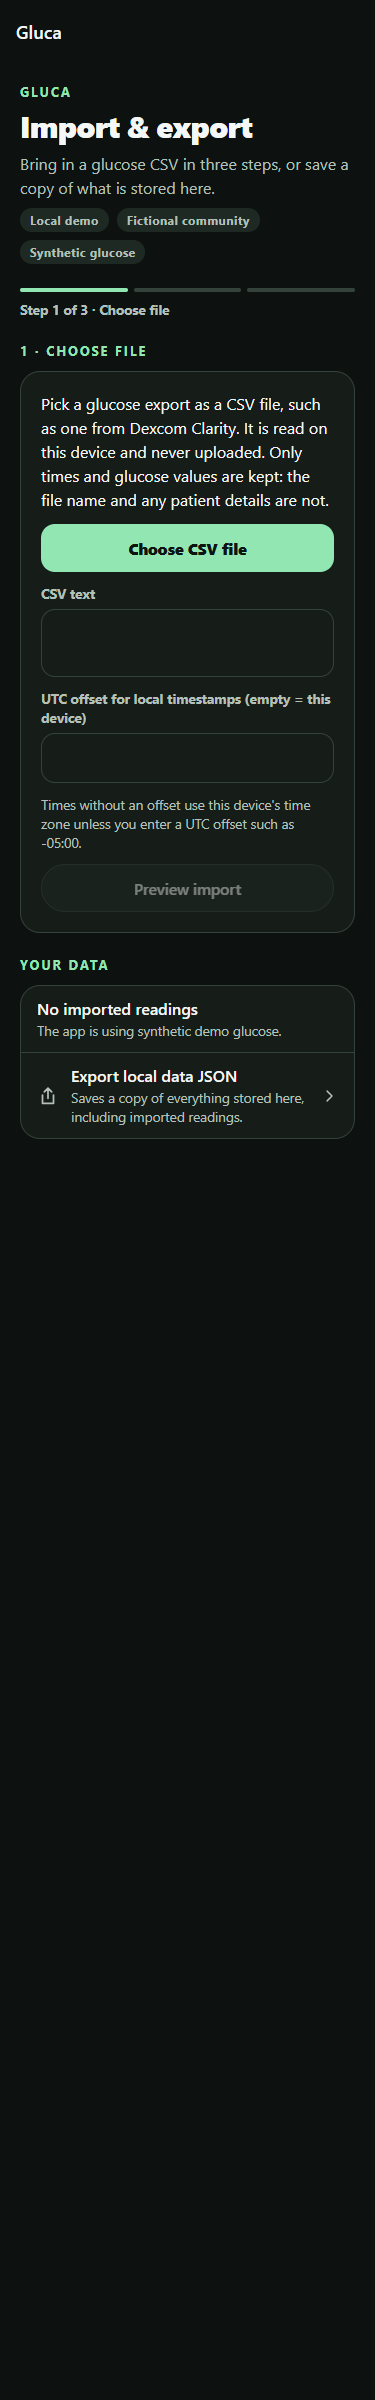 Gluca
GLUCA
Import & export
Bring in a glucose CSV in three steps, or save a
copy of what is stored here.
Local demo
Fictional community
Synthetic glucose
Step 1 of 3 · Choose file
1 · CHOOSE FILE
Pick a glucose export as a CSV file, such
as one from Dexcom Clarity. It is read on
this device and never uploaded. Only
times and glucose values are kept: the
file name and any patient details are not.
Choose CSV file
CSV text
UTC offset for local timestamps (empty = this
device)
Times without an offset use this device's time
zone unless you enter a UTC offset such as
-05:00.
Preview import
YOUR DATA
No imported readings
The app is using synthetic demo glucose.
Export local data JSON
Saves a copy of everything stored here,
including imported readings.